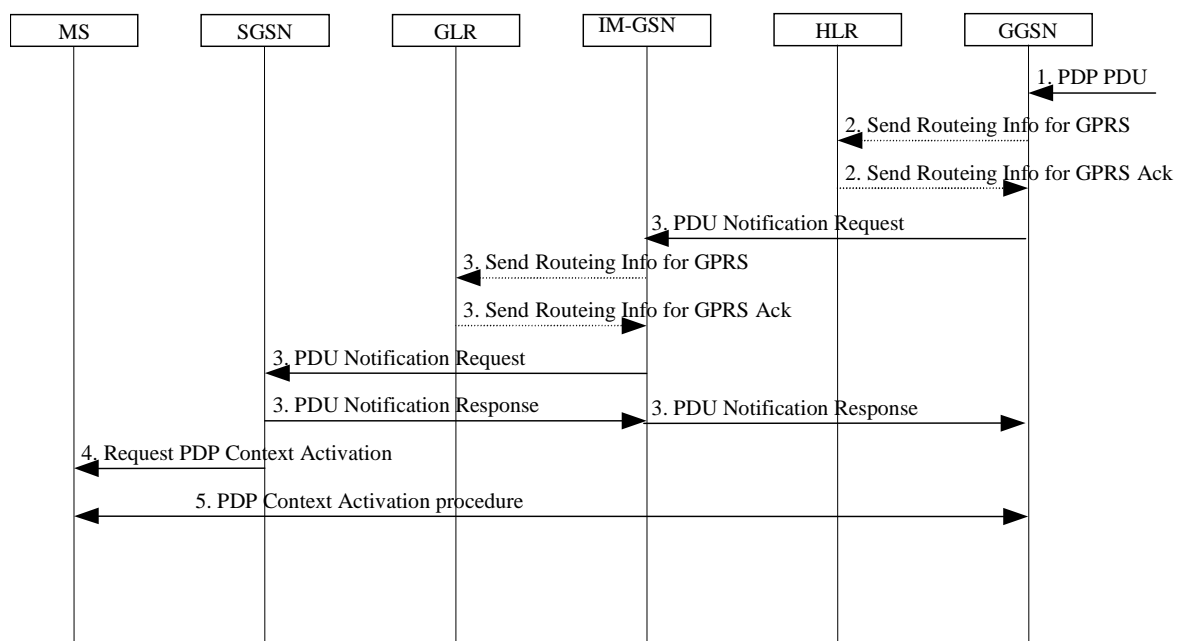 MS
SGSN
GLR
IM-GSN
HLR
GGSN
1. PDP PDU
2. Send Routeing Info for GPRS
2. Send Routeing Info for GPRS Ack
3. PDU Notification Request
3. Send Routeing Info for GPRS
3. Send Routeing Info for GPRS Ack
3. PDU Notification Request
3. PDU Notification Response
3. PDU Notification Response
4. Request PDP Context Activation
5. PDP Context Activation procedure